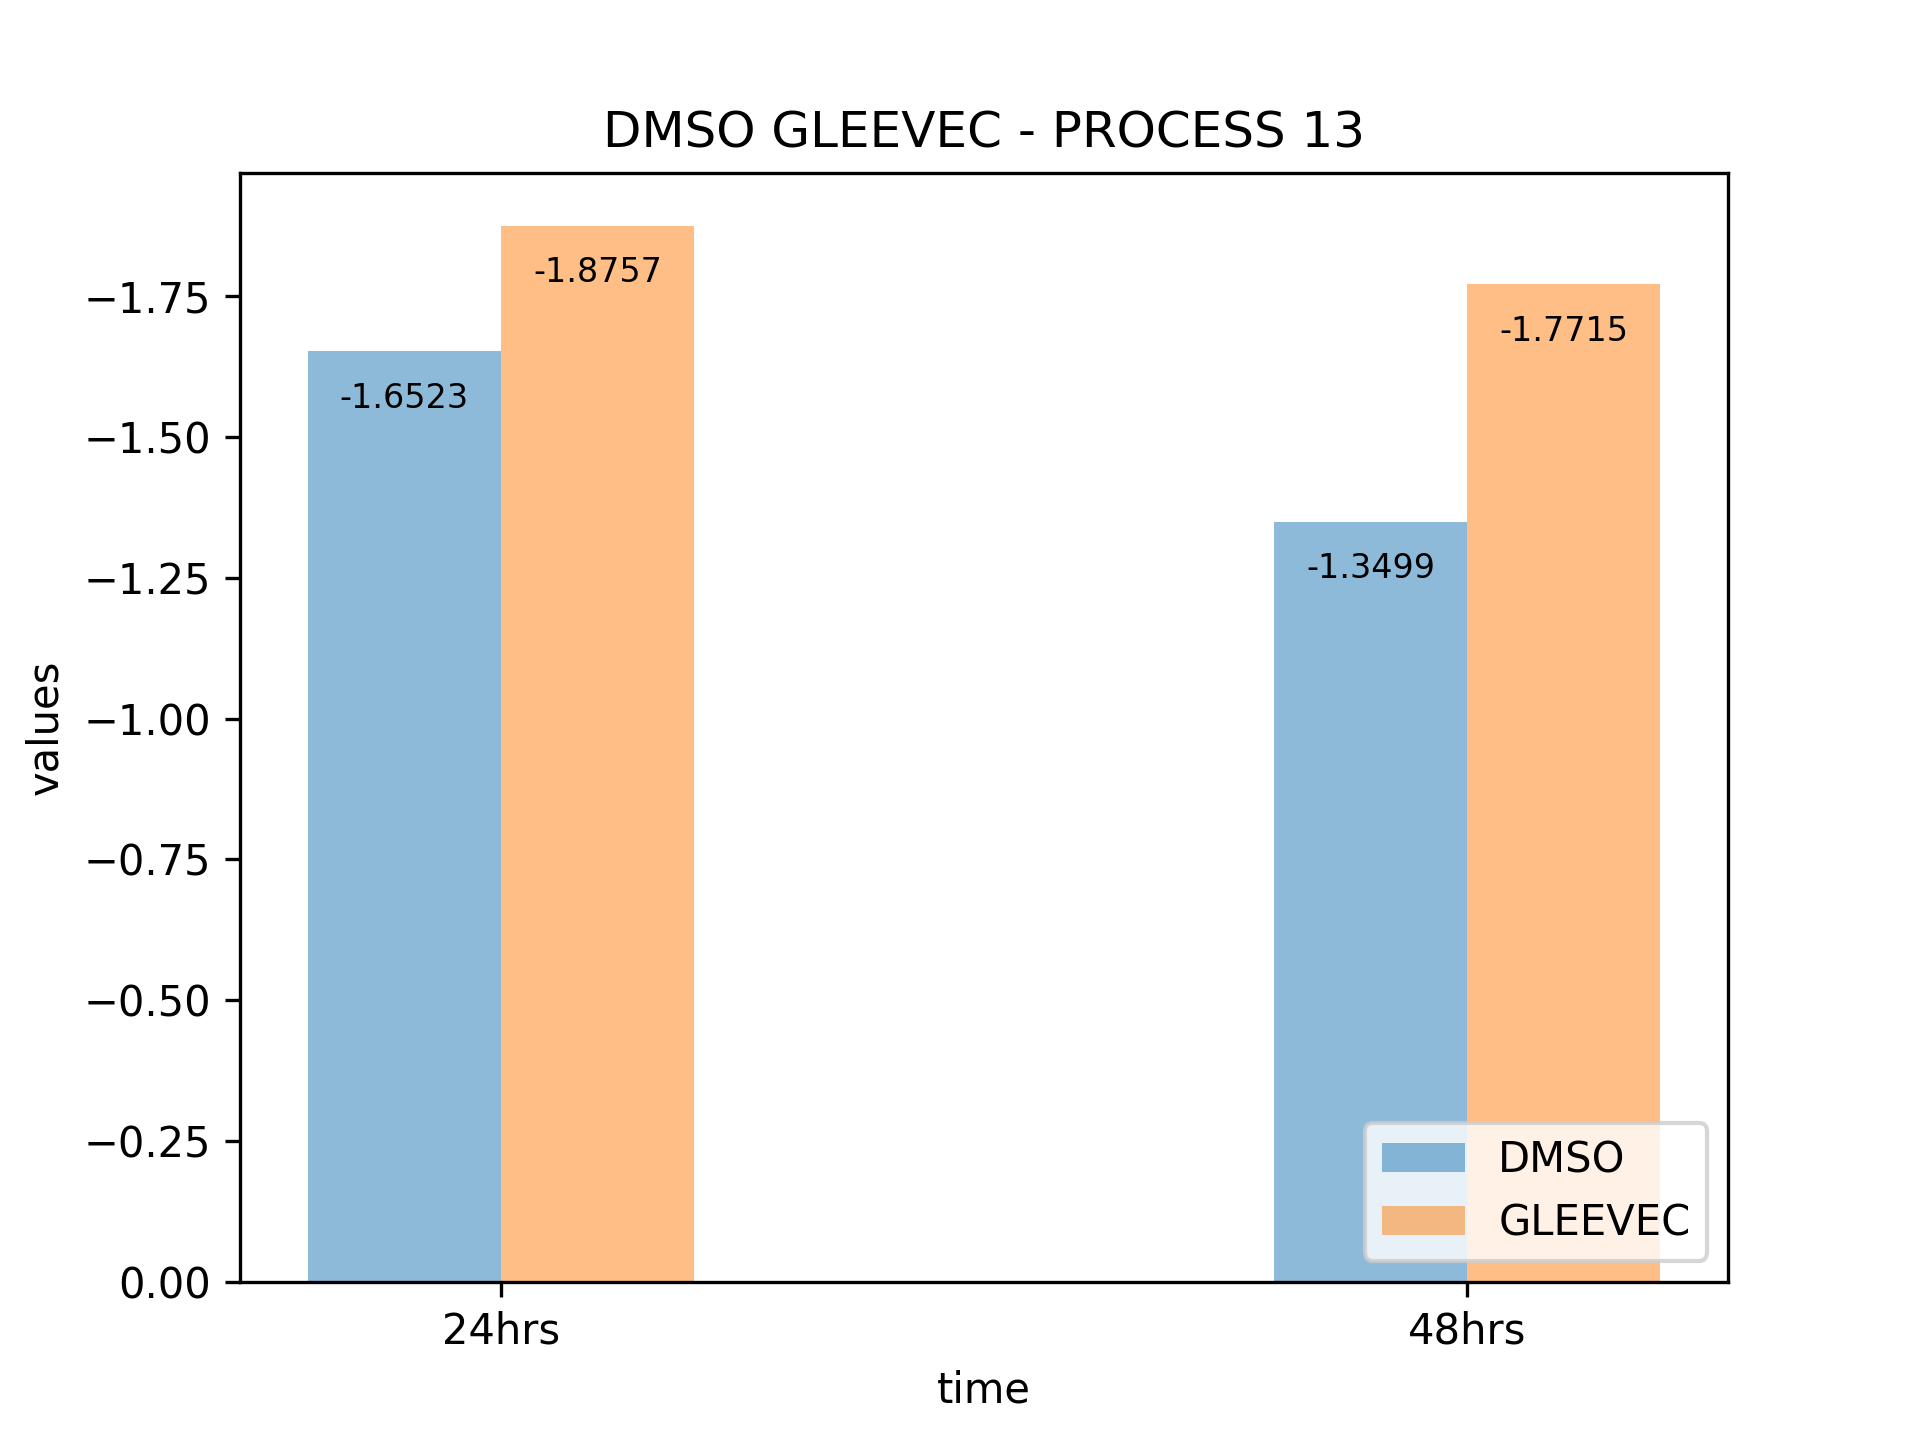 DMSO GLEEVEC - PROCESS 13
values
−1.75
−1.50
−1.25
−1.00
−0.75
−0.50
−0.25
0.00
-1.6523
-1.8757
-1.3499
-1.7715
DMSO
GLEEVEC
24hrs
48hrs
time